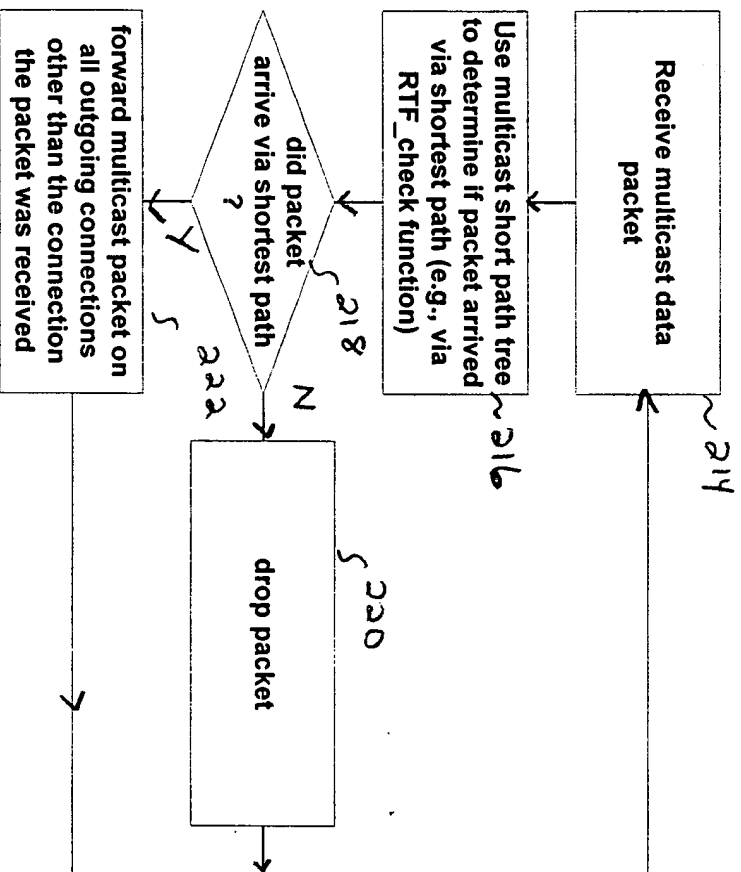 Receive multicast data
packet
214
Use multicast short path tree
to determine if packet arrived
via shortest path (e.g., via
RTF_check function)
216
did packet
arrive via shortest path
?
218
N
Y
drop packet
220
forward multicast packet on
all outgoing connections
other than the connection
the packet was received
222